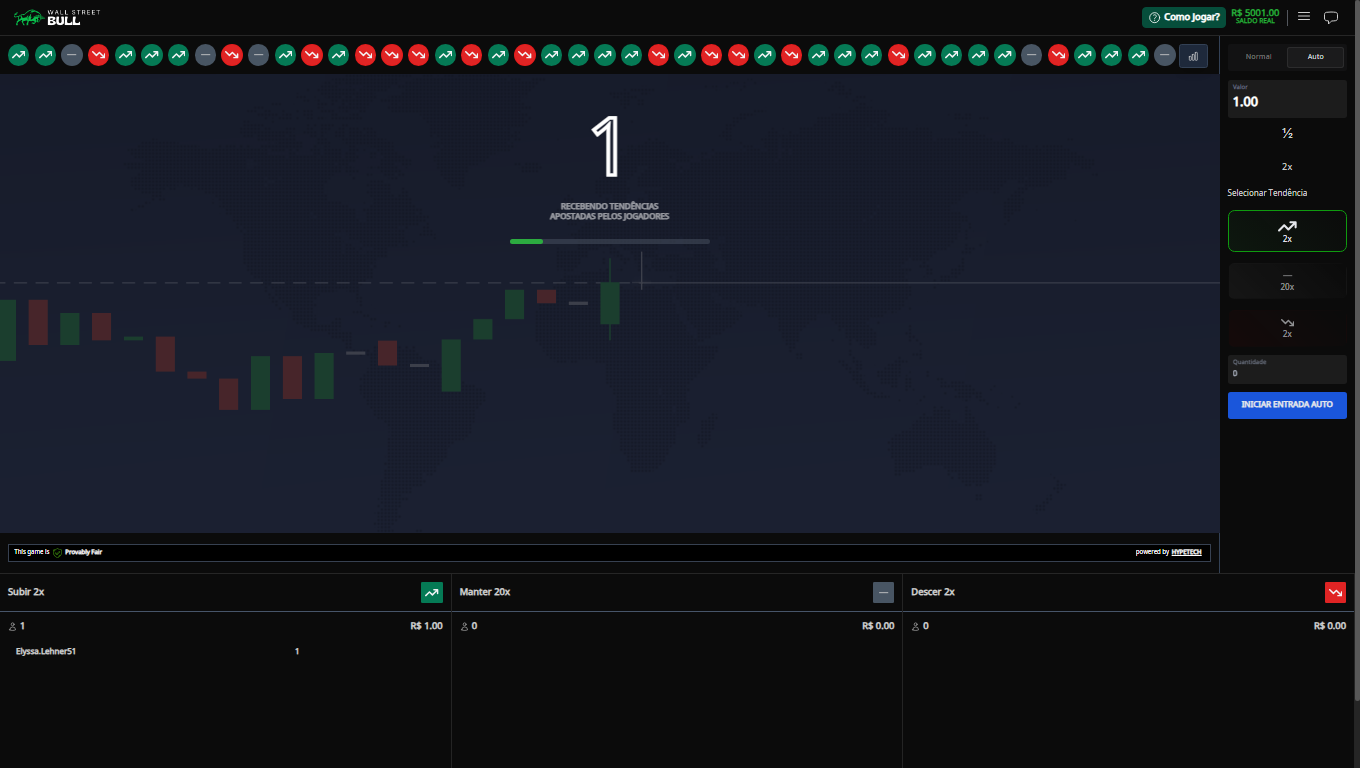 WALL STREET
BULL
Como Jogar?
R$ 5001.00
SALDO REAL
Normal
Auto
Valor
1.00
½
2x
Selecionar Tendência
2x
20x
2x
Quantidade
0
INICIAR ENTRADA AUTO
1
RECEBENDO TENDÊNCIAS
APOSTADAS PELOS JOGADORES
This game is Provably Fair
powered by HYPETECH
Subir 2x
1
R$ 1.00
Elyssa.Lehner51
1
Manter 20x
0
R$ 0.00
Descer 2x
0
R$ 0.00